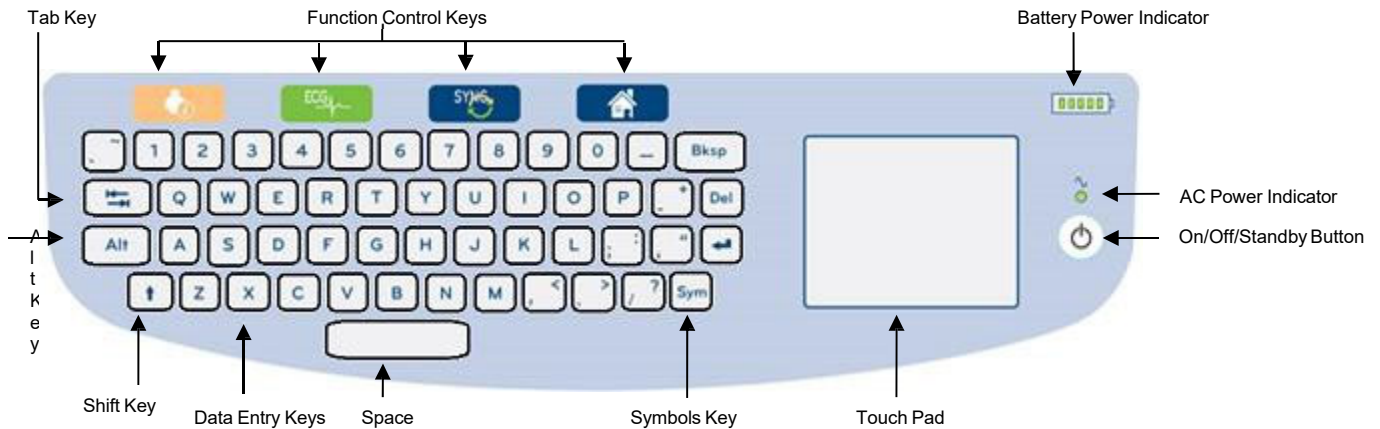 Tab Key Function Control Keys Battery Power Indicator
ECG SYNC
~ 1 2 3 4 5 6 7 8 9 0 _ Bksp
Q W E R T Y U I O P + Del
AC Power Indicator
Alt A S D F G H J K L : ; " On/Off/Standby Button
Alt Key
Z X C V B N M , < . > / ? Sym
Shift Key Data Entry Keys Space Symbols Key Touch Pad